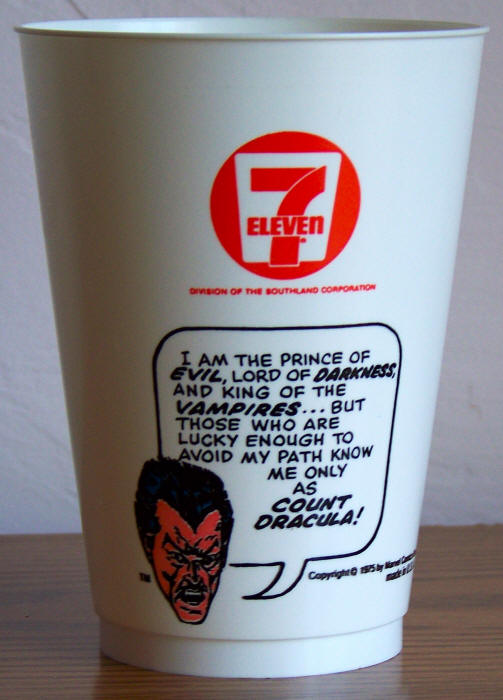 7
ELEVEn
®
DIVISION OF THE SOUTHLAND CORPORATION
I AM THE PRINCE OF
EVIL, LORD OF DARKNESS,
AND KING OF THE
VAMPIRES... BUT
THOSE WHO ARE
LUCKY ENOUGH TO
AVOID MY PATH KNOW
ME ONLY
AS
COUNT
DRACULA!
TM
Copyright © 1975 by Marvel
made in